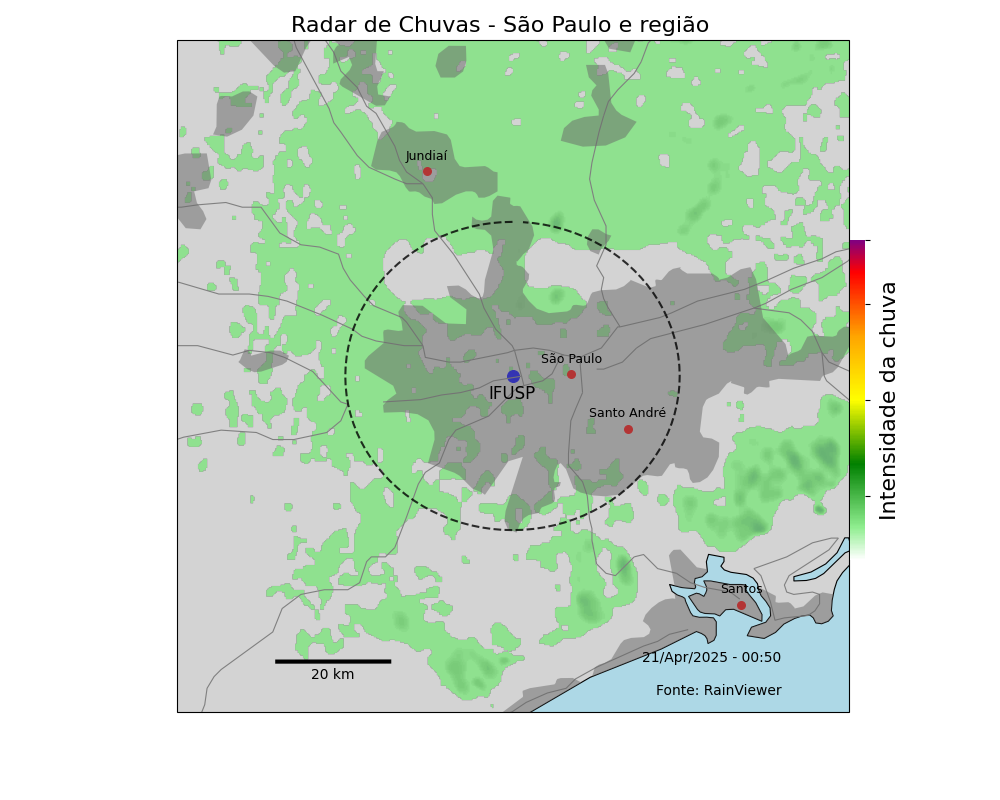 Radar de Chuvas - São Paulo e região
Jundiaí
São Paulo
IFUSP
Santo André
Intensidade da chuva
Santos
21/Apr/2025 - 00:50
20 km
Fonte: RainViewer